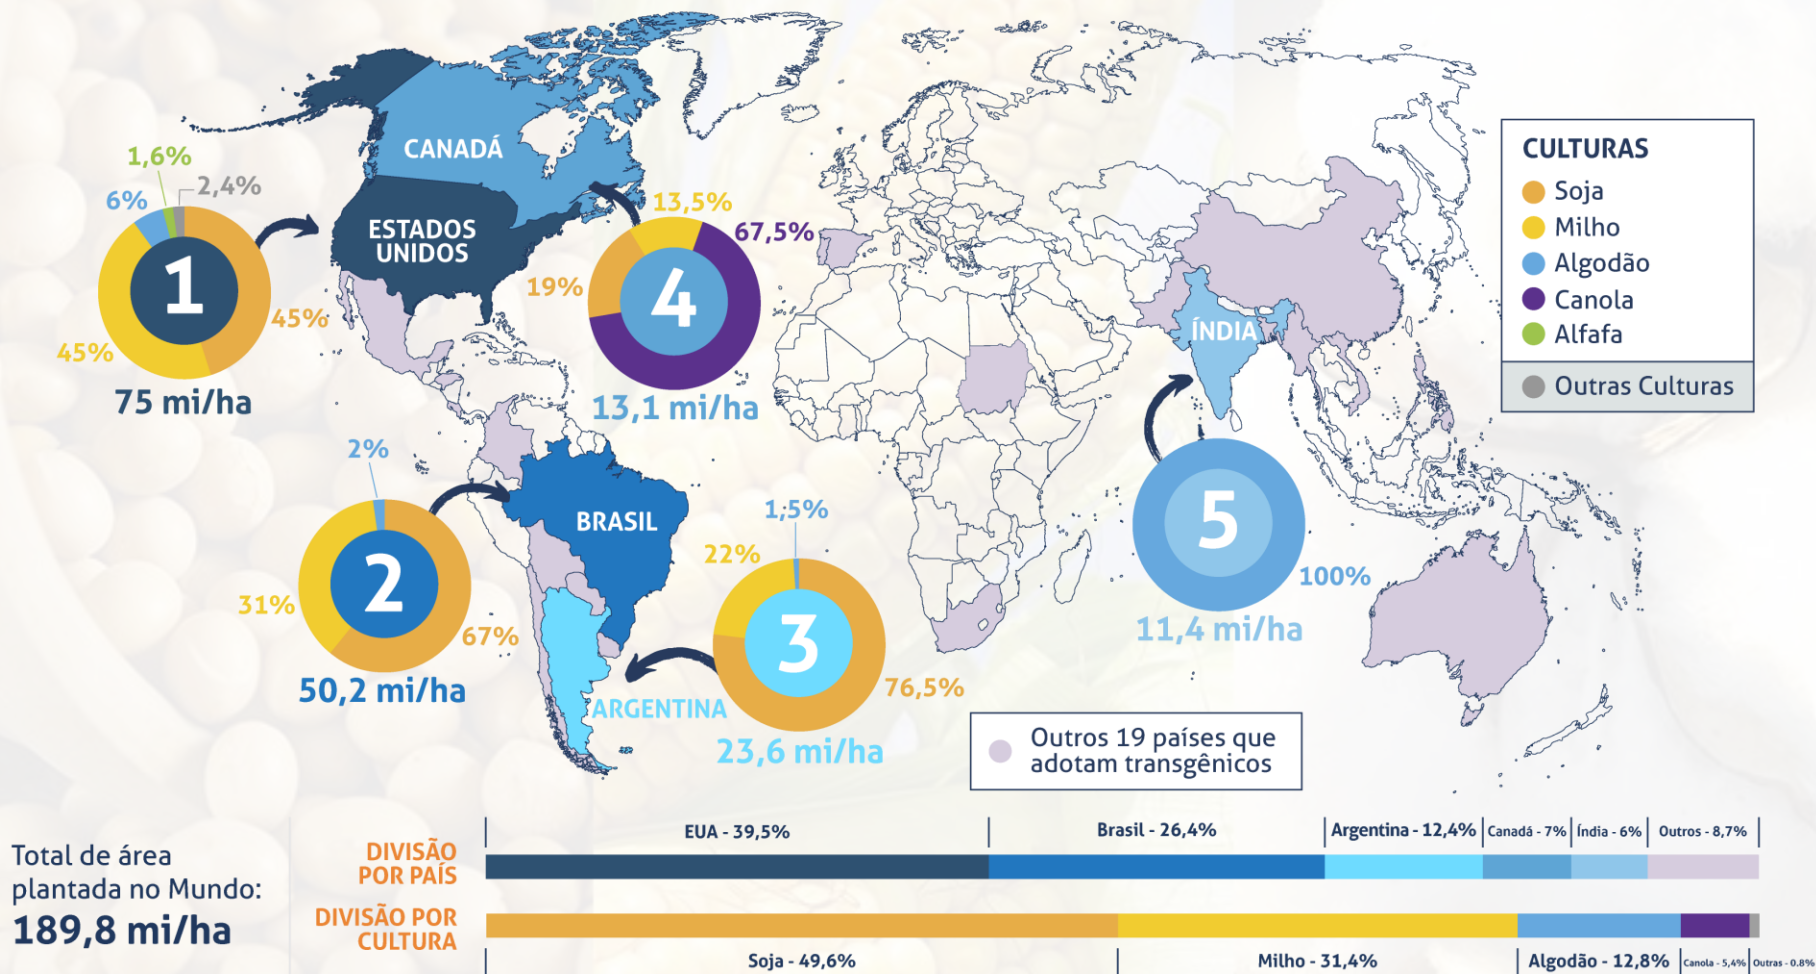 CANADÁ
ESTADOS
UNIDOS
1,6%
2,4%
6%
1
45%
45%
75 mi/ha
13,5%
67,5%
19%
4
13,1 mi/ha
CULTURAS
Soja
Milho
Algodão
Canola
Alfafa
Outras Culturas
ÍNDIA
5
100%
11,4 mi/ha
2%
BRASIL
2
31%
67%
50,2 mi/ha
1,5%
22%
3
76,5%
ARGENTINA
23,6 mi/ha
Outros 19 países que
adotam transgênicos
Total de área
plantada no Mundo:
189,8 mi/ha
DIVISÃO
POR PAÍS
EUA - 39,5%
Brasil - 26,4%
Argentina - 12,4%
Canadá - 7%
Índia - 6%
Outros - 8,7%
DIVISÃO POR
CULTURA
Soja - 49,6%
Milho - 31,4%
Algodão - 12,8%
Canola - 5,4%
Outras - 0.8%